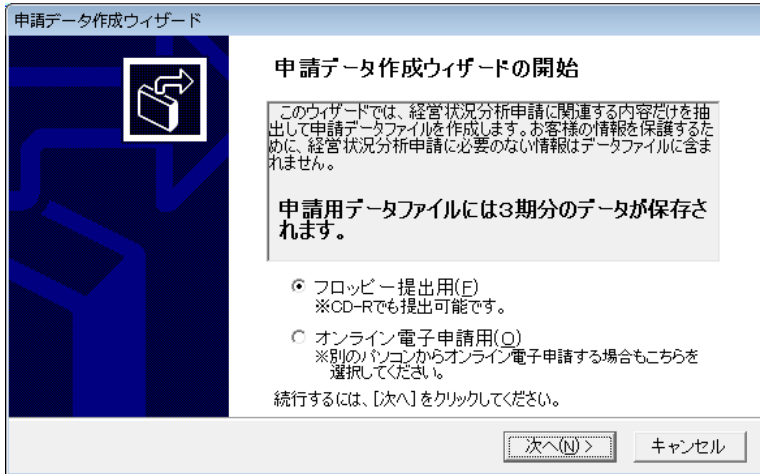 申請データ作成ウィザード
申請データ作成ウィザードの開始
このウィザードでは、経営状況分析申請に関連する内容だけを抽
出して申請データファイルを作成します。お客様の情報を保護するた
めに、経営状況分析申請に必要のない情報はデータファイルに含ま
れません。
申請用データファイルには3期分のデータが保存さ
れます。
フロッピー提出用(F)
※CD-Rでも提出可能です。
オンライン電子申請用(O)
※別のパソコンからオンライン電子申請する場合もこちらを
選択してください。
続行するには、[次へ]をクリックしてください。
次へ(N) >
キャンセル